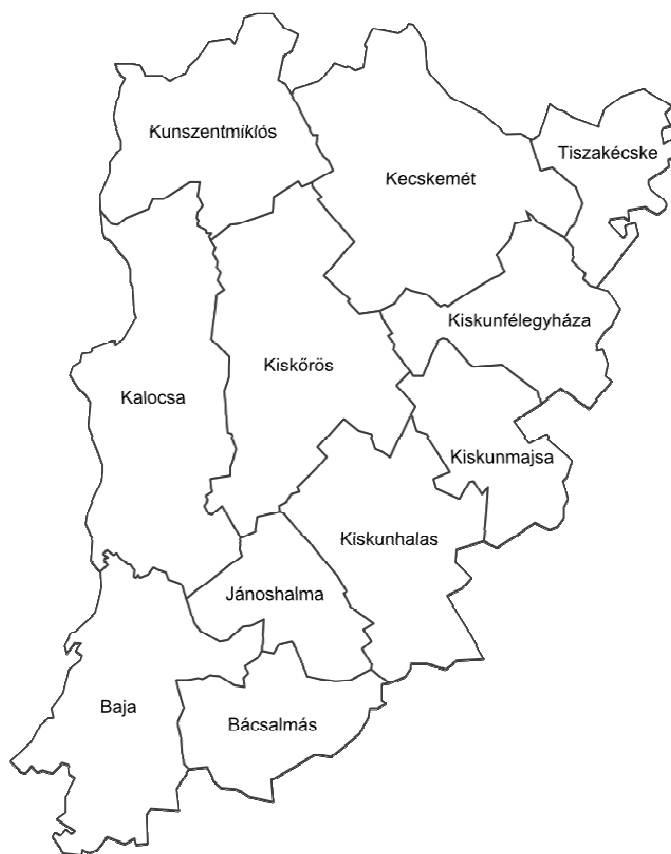 Kunszentmiklós
Tiszakécske
Kecskemét
Kiskunfélegyháza
Kiskőrös
Kalocsa
Kiskunmajsa
Kiskunhalas
Jánoshalma
Baja
Bácsalmás